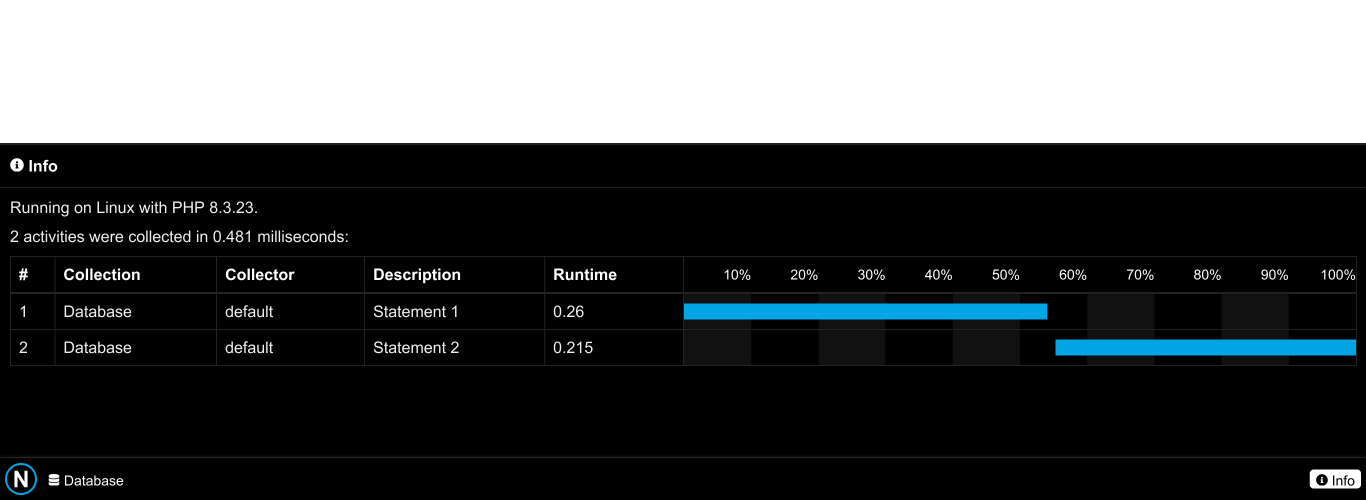 Info
Running on Linux with PHP 8.3.23.
2 activities were collected in 0.481 milliseconds:
# Collection Collector Description Runtime 10% 20% 30% 40% 50% 60% 70% 80% 90% 100%
1 Database default Statement 1 0.26
2 Database default Statement 2 0.215
N Database Info